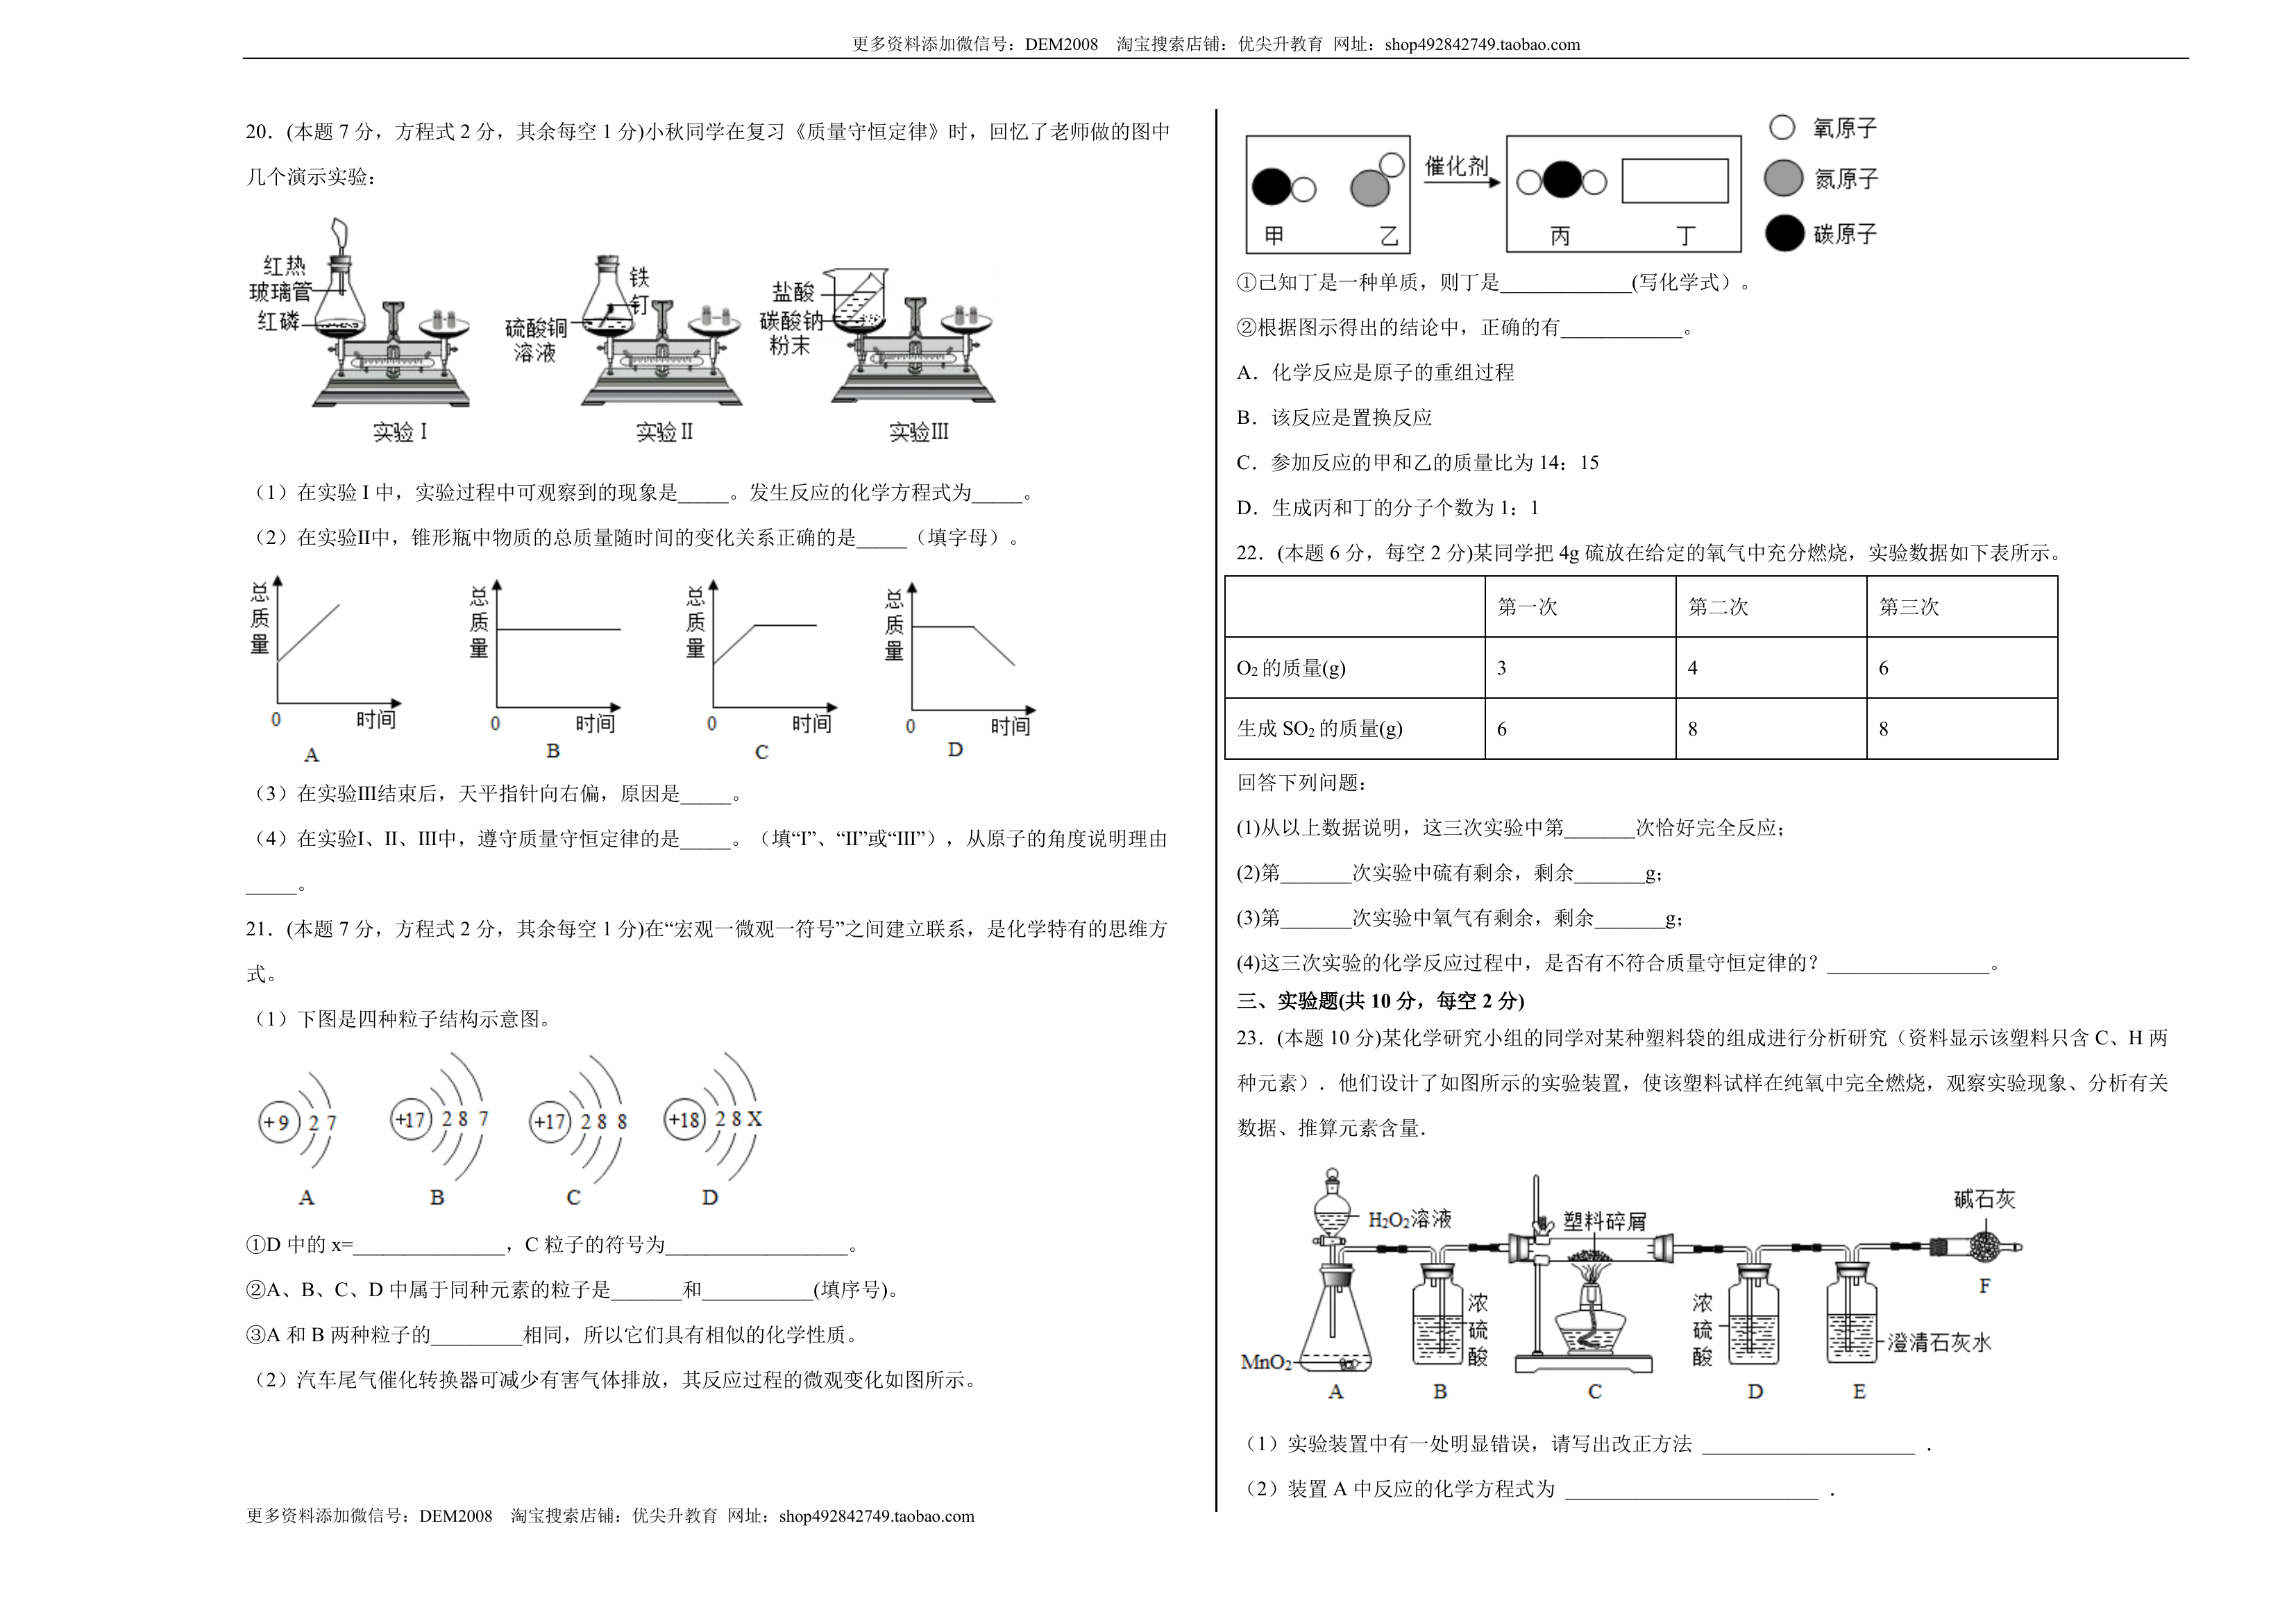 更多资料添加微信号：DEM2008 淘宝搜索店铺：优尖升教育 网址：shop492842749.taobao.com
20．(本题 7 分，方程式 2 分，其余每空 1 分)小秋同学在复习《质量守恒定律》时，回忆了老师做的图中
几个演示实验：
红热
玻璃管
红磷
实验 I
铁
钉
硫酸铜
溶液
实验 II
盐酸
碳酸钠
粉末
实验III
（1）在实验 I 中，实验过程中可观察到的现象是_____。发生反应的化学方程式为_____。
（2）在实验II中，锥形瓶中物质的总质量随时间的变化关系正确的是_____（填字母）。
总质量
0
时间
A
总质量
0
时间
B
总质量
0
时间
C
总质量
0
时间
D
（3）在实验III结束后，天平指针向右偏，原因是_____。
（4）在实验I、II、III中，遵守质量守恒定律的是_____。（填“I”、“II”或“III”），从原子的角度说明理由
_____。
21．(本题 7 分，方程式 2 分，其余每空 1 分)在“宏观一微观一符号”之间建立联系，是化学特有的思维方
式。
（1）下图是四种粒子结构示意图。
+9 2 7
A
+17 2 8 7
B
+17 2 8 8
C
+18 2 8 X
D
①D 中的 x=_______________，C 粒子的符号为__________________。
②A、B、C、D 中属于同种元素的粒子是_______和___________(填序号)。
③A 和 B 两种粒子的_________相同，所以它们具有相似的化学性质。
（2）汽车尾气催化转换器可减少有害气体排放，其反应过程的微观变化如图所示。
更多资料添加微信号：DEM2008 淘宝搜索店铺：优尖升教育 网址：shop492842749.taobao.com
甲
乙
催化剂
丙
丁
氧原子
氮原子
碳原子
①己知丁是一种单质，则丁是_____________(写化学式）。
②根据图示得出的结论中，正确的有____________。
A．化学反应是原子的重组过程
B．该反应是置换反应
C．参加反应的甲和乙的质量比为 14：15
D．生成丙和丁的分子个数为 1：1
22．(本题 6 分，每空 2 分)某同学把 4g 硫放在给定的氧气中充分燃烧，实验数据如下表所示。
第一次 第二次 第三次
O₂的质量(g) 3 4 6
生成 SO₂的质量(g) 6 8 8
回答下列问题：
(1)从以上数据说明，这三次实验中第_______次恰好完全反应；
(2)第_______次实验中硫有剩余，剩余_______g；
(3)第_______次实验中氧气有剩余，剩余_______g；
(4)这三次实验的化学反应过程中，是否有不符合质量守恒定律的？________________。
三、实验题(共 10 分，每空 2 分)
23．(本题 10 分)某化学研究小组的同学对某种塑料袋的组成进行分析研究（资料显示该塑料只含 C、H 两
种元素）．他们设计了如图所示的实验装置，使该塑料试样在纯氧中完全燃烧，观察实验现象、分析有关
数据、推算元素含量．
H₂O₂溶液
MnO₂
A
浓硫酸
B
塑料碎屑
C
浓硫酸
D
澄清石灰水
E
碱石灰
F
（1）实验装置中有一处明显错误，请写出改正方法 _____________________ ．
（2）装置 A 中反应的化学方程式为 _________________________ ．